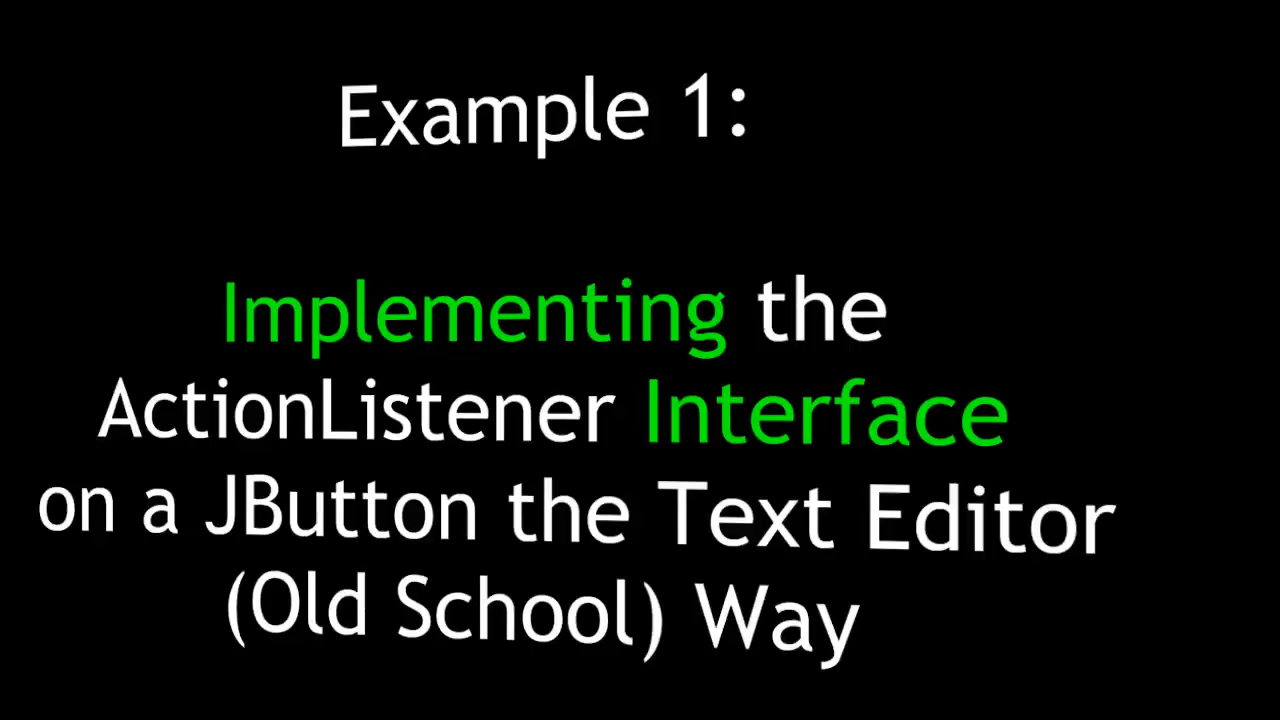 Example 1:
Implementing the
ActionListener Interface
on a JButton the Text Editor
(Old School) Way